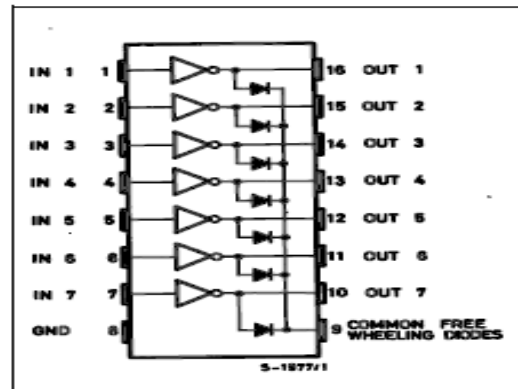 IN 1 1 16 OUT 1
IN 2 2 15 OUT 2
IN 3 3 14 OUT 3
IN 4 4 13 OUT 4
IN 5 5 12 OUT 5
IN 6 6 11 OUT 6
IN 7 7 10 OUT 7
GND 8 9 COMMON FREE
WHEELING DIODES
S-1977/1